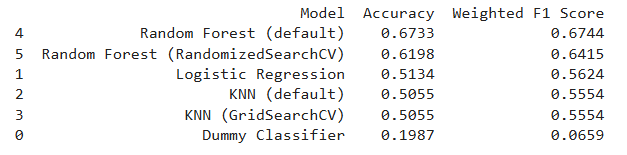 Model Accuracy Weighted F1 Score
4 Random Forest (default) 0.6733 0.6744
5 Random Forest (RandomizedSearchCV) 0.6198 0.6415
1 Logistic Regression 0.5134 0.5624
2 KNN (default) 0.5055 0.5554
3 KNN (GridSearchCV) 0.5055 0.5554
0 Dummy Classifier 0.1987 0.0659